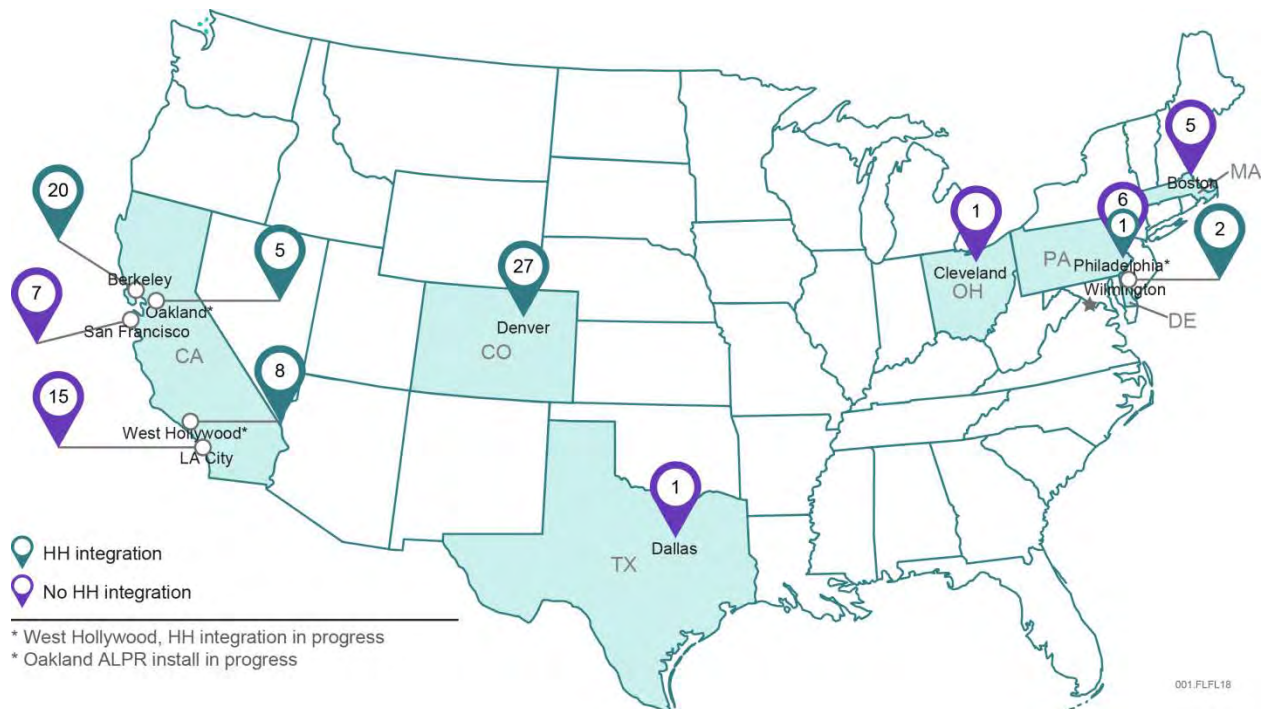 5
MA
Boston
20
1
6
1
2
5
27
Cleveland
OH
PA
Philadelphia*
Wilmington
DE
Berkeley
7
Oakland*
San Francisco
Denver
CA
CO
8
15
West Hollywood*
LA City
1
Dallas
TX
HH integration
No HH integration
* West Hollywood, HH integration in progress
* Oakland ALPR install in progress
001.FLFL18